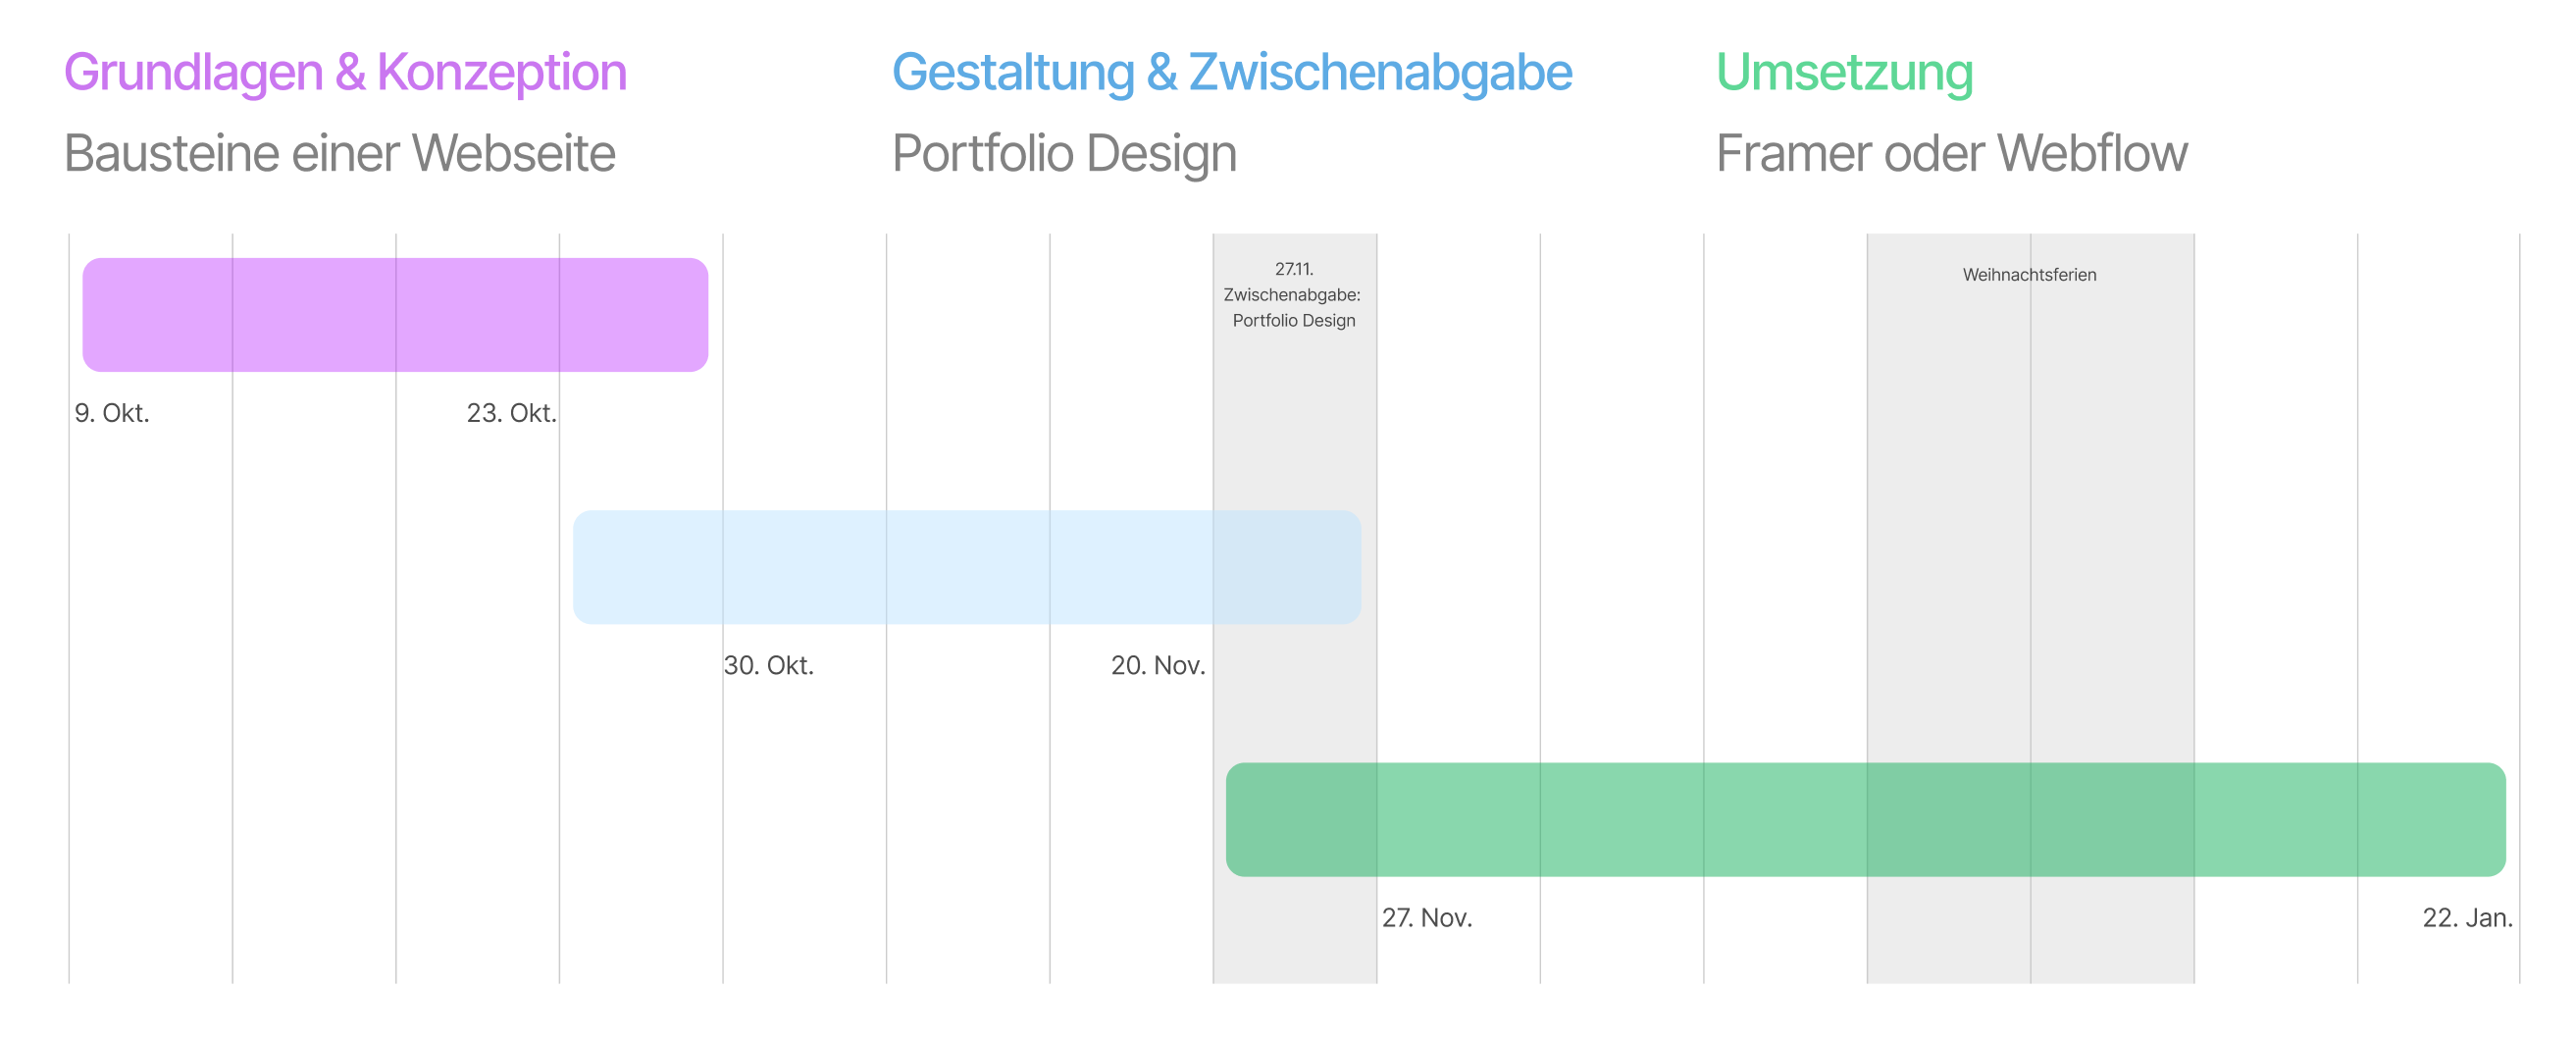 Grundlagen & Konzeption
Bausteine einer Webseite
Gestaltung & Zwischenabgabe
Portfolio Design
Umsetzung
Framer oder Webflow
27.11.
Zwischenabgabe:
Portfolio Design
Weihnachtsferien
9. Okt.
23. Okt.
30. Okt.
20. Nov.
27. Nov.
22. Jan.